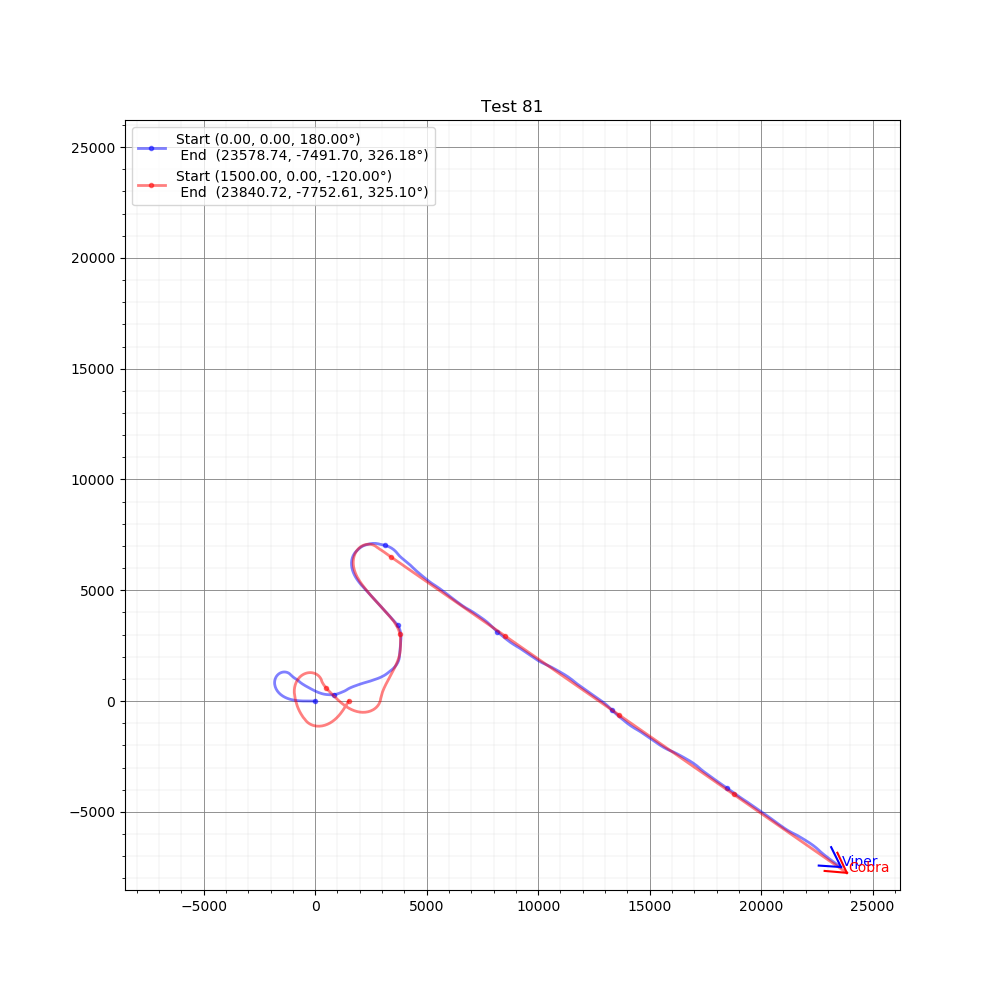 Test 81
Start (0.00, 0.00, 180.00°)
End  (23578.74, -7491.70, 326.18°)
Start (1500.00, 0.00, -120.00°)
End  (23840.72, -7752.61, 325.10°)
25000
20000
15000
10000
5000
0
−5000
Viper
Cobra
−5000 0 5000 10000 15000 20000 25000